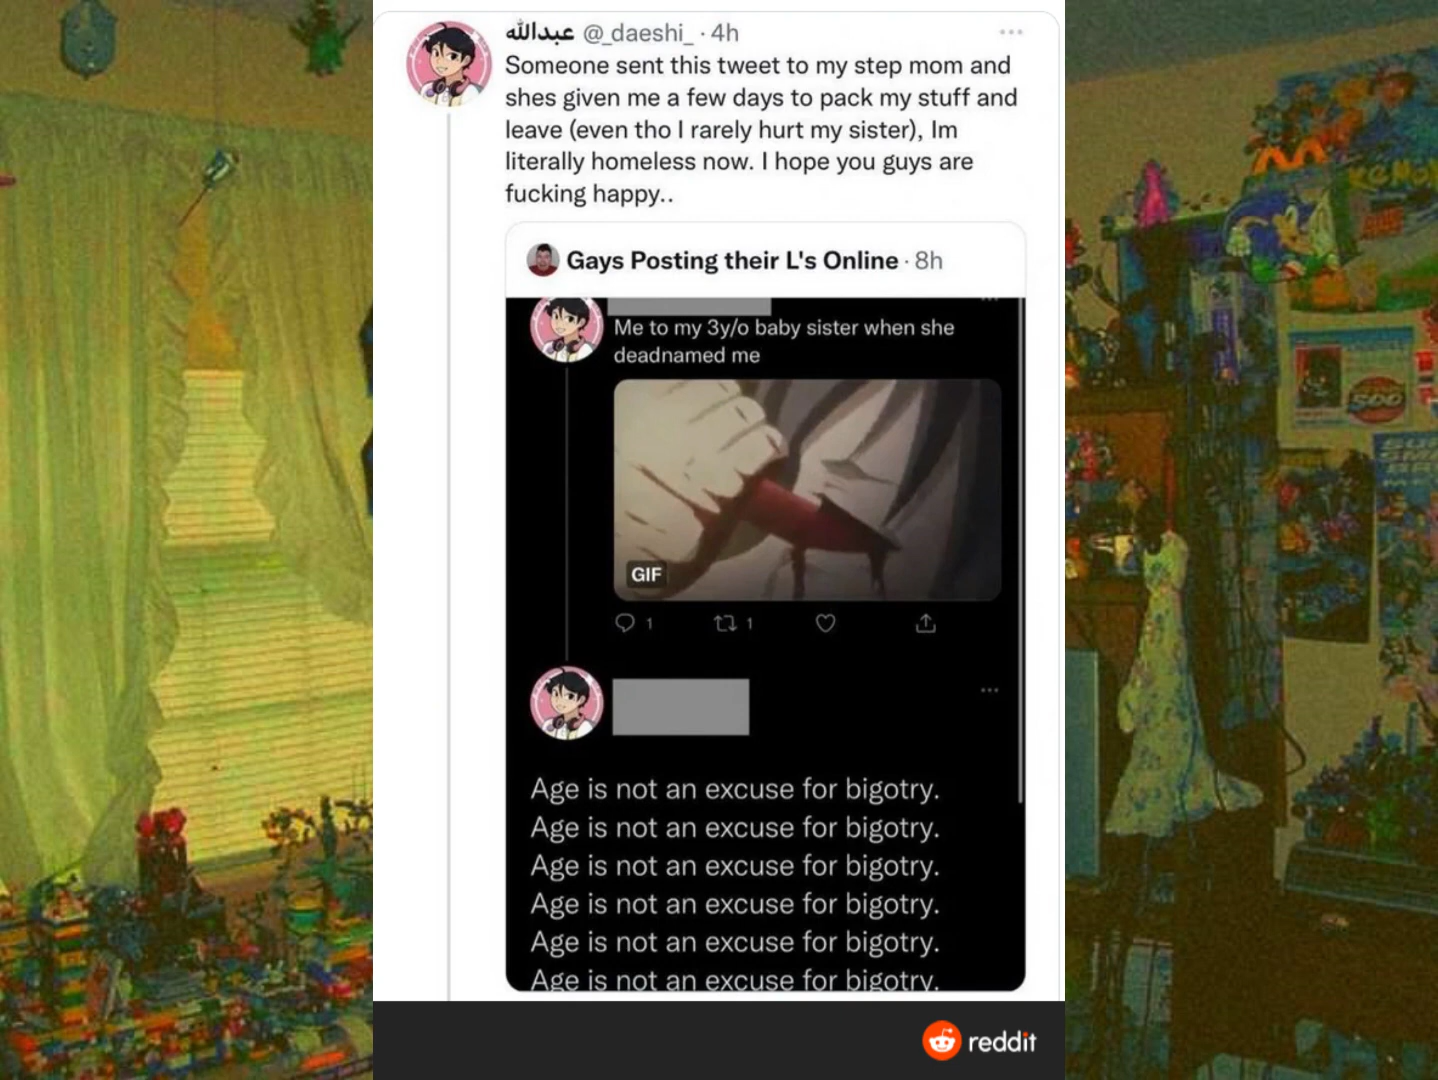 عبدالله @_daeshi_ · 4h
Someone sent this tweet to my step mom and
shes given me a few days to pack my stuff and
leave (even tho I rarely hurt my sister), Im
literally homeless now. I hope you guys are
fucking happy..
Gays Posting their L's Online · 8h
Me to my 3y/o baby sister when she
deadnamed me
GIF
1
1
Age is not an excuse for bigotry.
Age is not an excuse for bigotry.
Age is not an excuse for bigotry.
Age is not an excuse for bigotry.
Age is not an excuse for bigotry.
Age is not an excuse for bigotry.
reddit
500